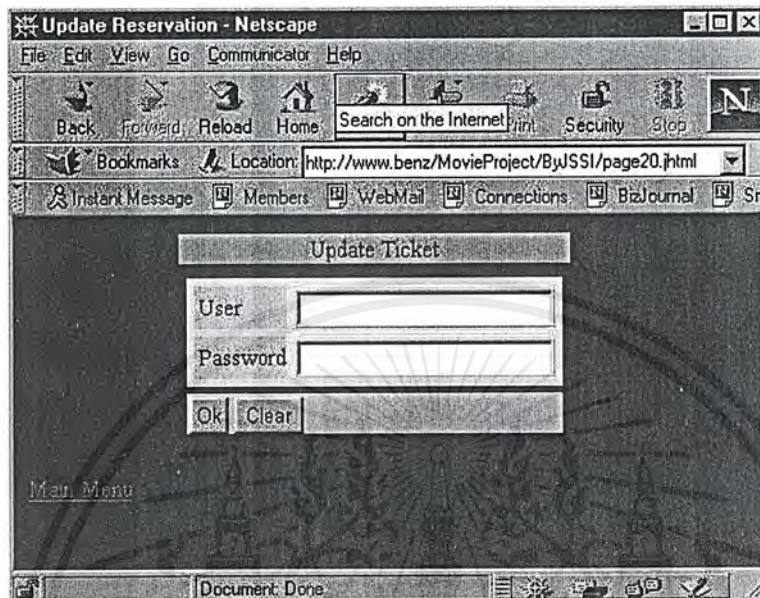 Update Reservation - Netscape
File Edit View Go Communicator Help
Back Forward Reload Home Search on the Internet Print Security Stop N
Bookmarks Location: http://www.benz/MovieProject/ByJSSI/page20.jhtml
Instant Message Members WebMail Connections BizJournal Sm
Update Ticket
User
Password
Ok Clear
Main Menu
Document: Done